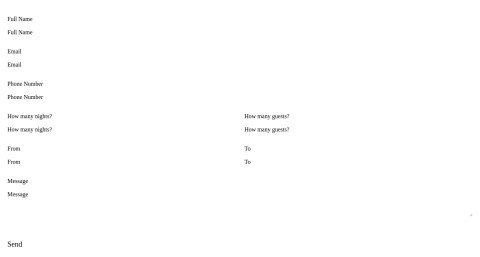 Full Name
Full Name
Email
Email
Phone Number
Phone Number
How many nights? How many guests?
How many nights? How many guests?
From To
From To
Message
Message
Send